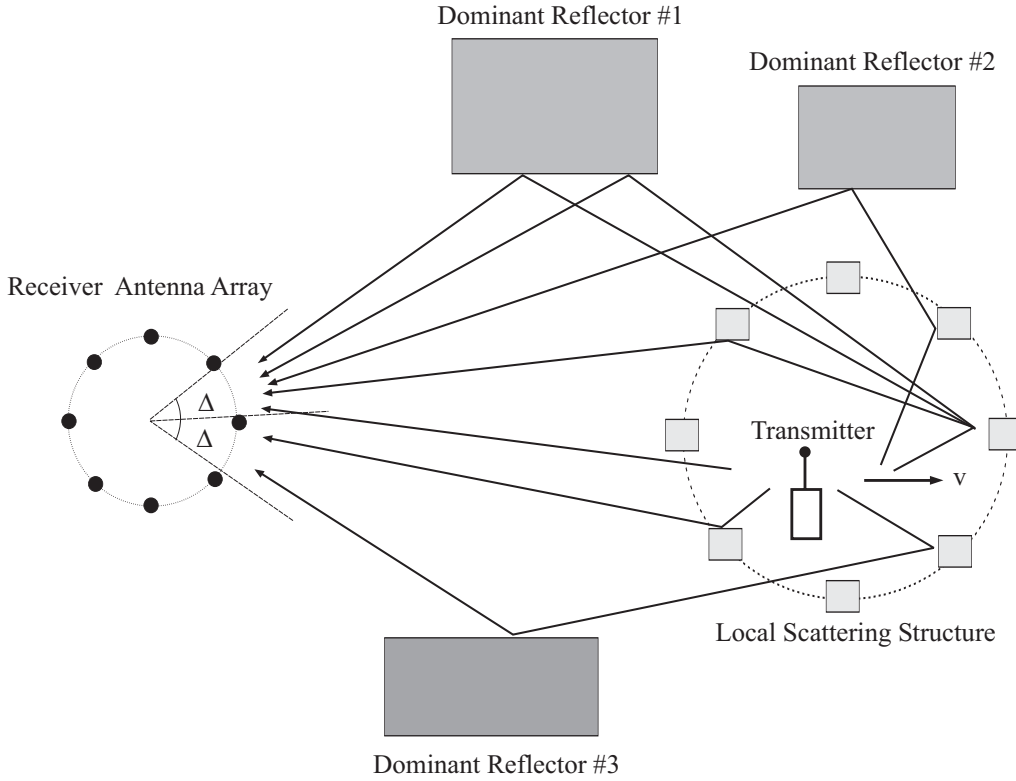 Dominant Reflector #1
Dominant Reflector #2
Receiver Antenna Array
Δ
Δ
Transmitter
v
Local Scattering Structure
Dominant Reflector #3